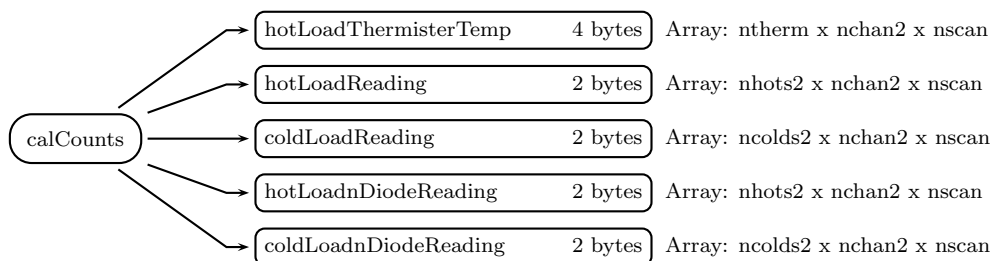 hotLoadThermisterTemp 4 bytes Array: ntherm x nchan2 x nscan
hotLoadReading 2 bytes Array: nhots2 x nchan2 x nscan
calCounts
coldLoadReading 2 bytes Array: ncolds2 x nchan2 x nscan
hotLoadnDiodeReading 2 bytes Array: nhots2 x nchan2 x nscan
coldLoadnDiodeReading 2 bytes Array: ncolds2 x nchan2 x nscan